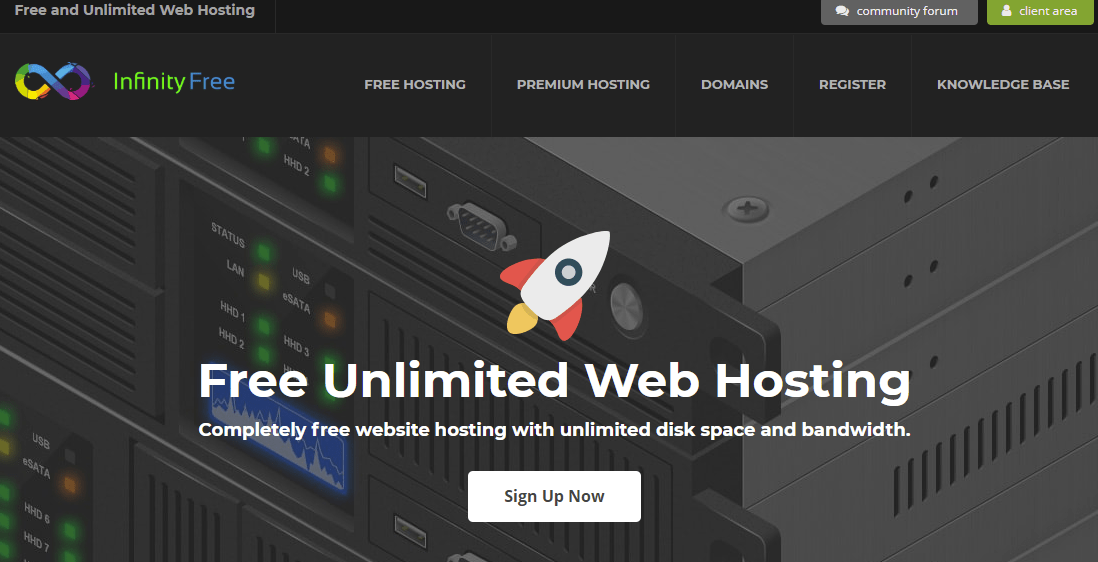 Free and Unlimited Web Hosting
community forum
client area
Infinity Free
FREE HOSTING
PREMIUM HOSTING
DOMAINS
REGISTER
KNOWLEDGE BASE
HHD 2
STATUS
LAN
USB
eSATA
HHD 1
HHD 2
HHD 3
Free Unlimited Web Hosting
Completely free website hosting with unlimited disk space and bandwidth.
Sign Up Now
USB
eSATA
HHD 6
HHD 7